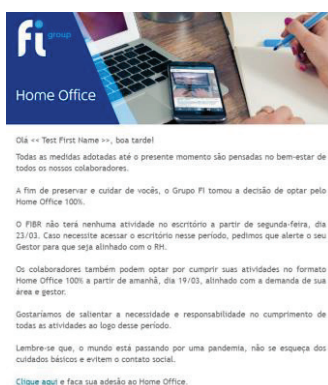 fi group
Home Office
Olá << Test First Name >>, boa tarde!
Todas as medidas adotadas até o presente momento são pensadas no bem-estar de
todos os nossos colaboradores.
A fim de preservar e cuidar de vocês, o Grupo FI tomou a decisão de optar pelo
Home Office 100%.
O FIBR não terá nenhuma atividade no escritório a partir de segunda-feira, dia
23/03. Caso necessite acessar o escritório nesse período, pedimos que alerte o seu
Gestor para que seja alinhado com o RH.
Os colaboradores também podem optar por cumprir suas atividades no formato
Home Office 100% a partir de amanhã, dia 19/03, alinhado com a demanda de sua
área e gestor.
Gostaríamos de salientar a necessidade e responsabilidade no cumprimento de
todas as atividades ao logo desse período.
Lembre-se que, o mundo está passando por uma pandemia, não se esqueça dos
cuidados básicos e evitem o contato social.
Clique aqui e faça sua adesão ao Home Office.